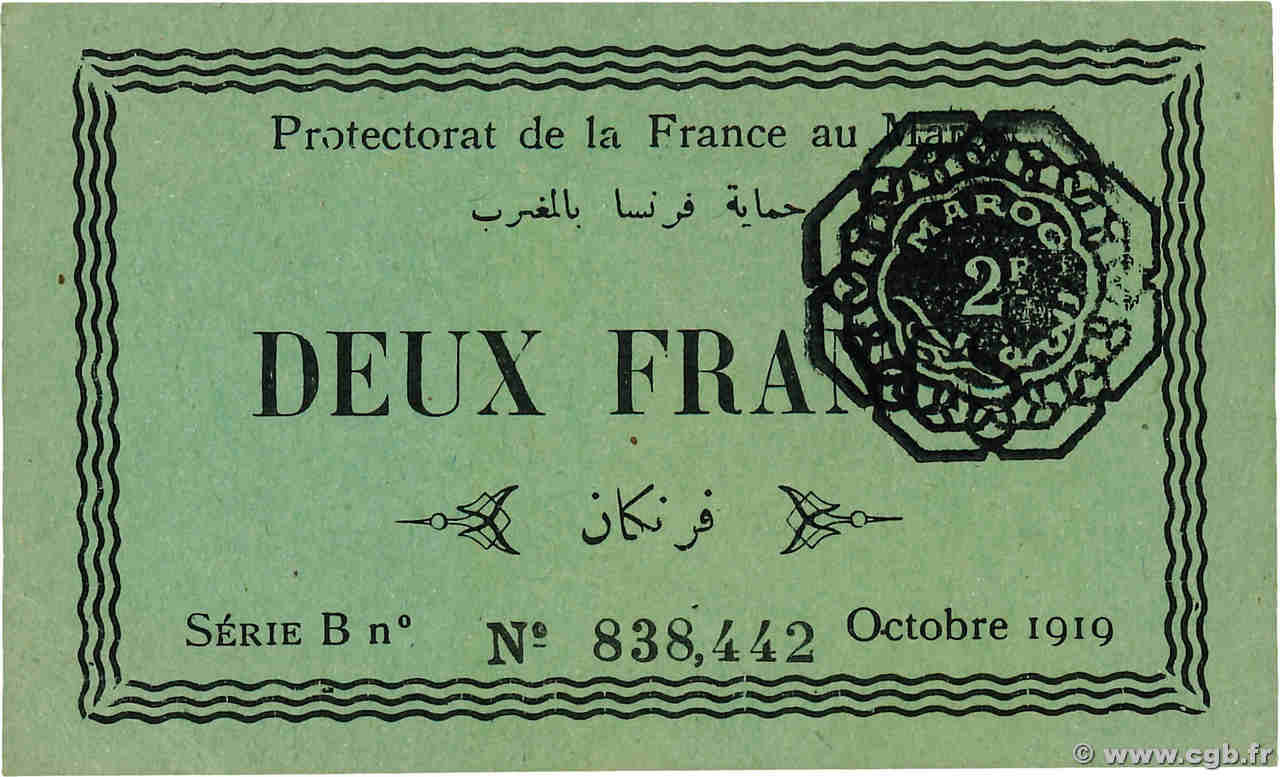 Protectorat de la France au Maroc
حماية فرنسا بالمغرب
MAROC
2F
DEUX FRAN
فرنكان
SÉRIE B nº Nº 838,442 Octobre 1919
© www.cgb.fr